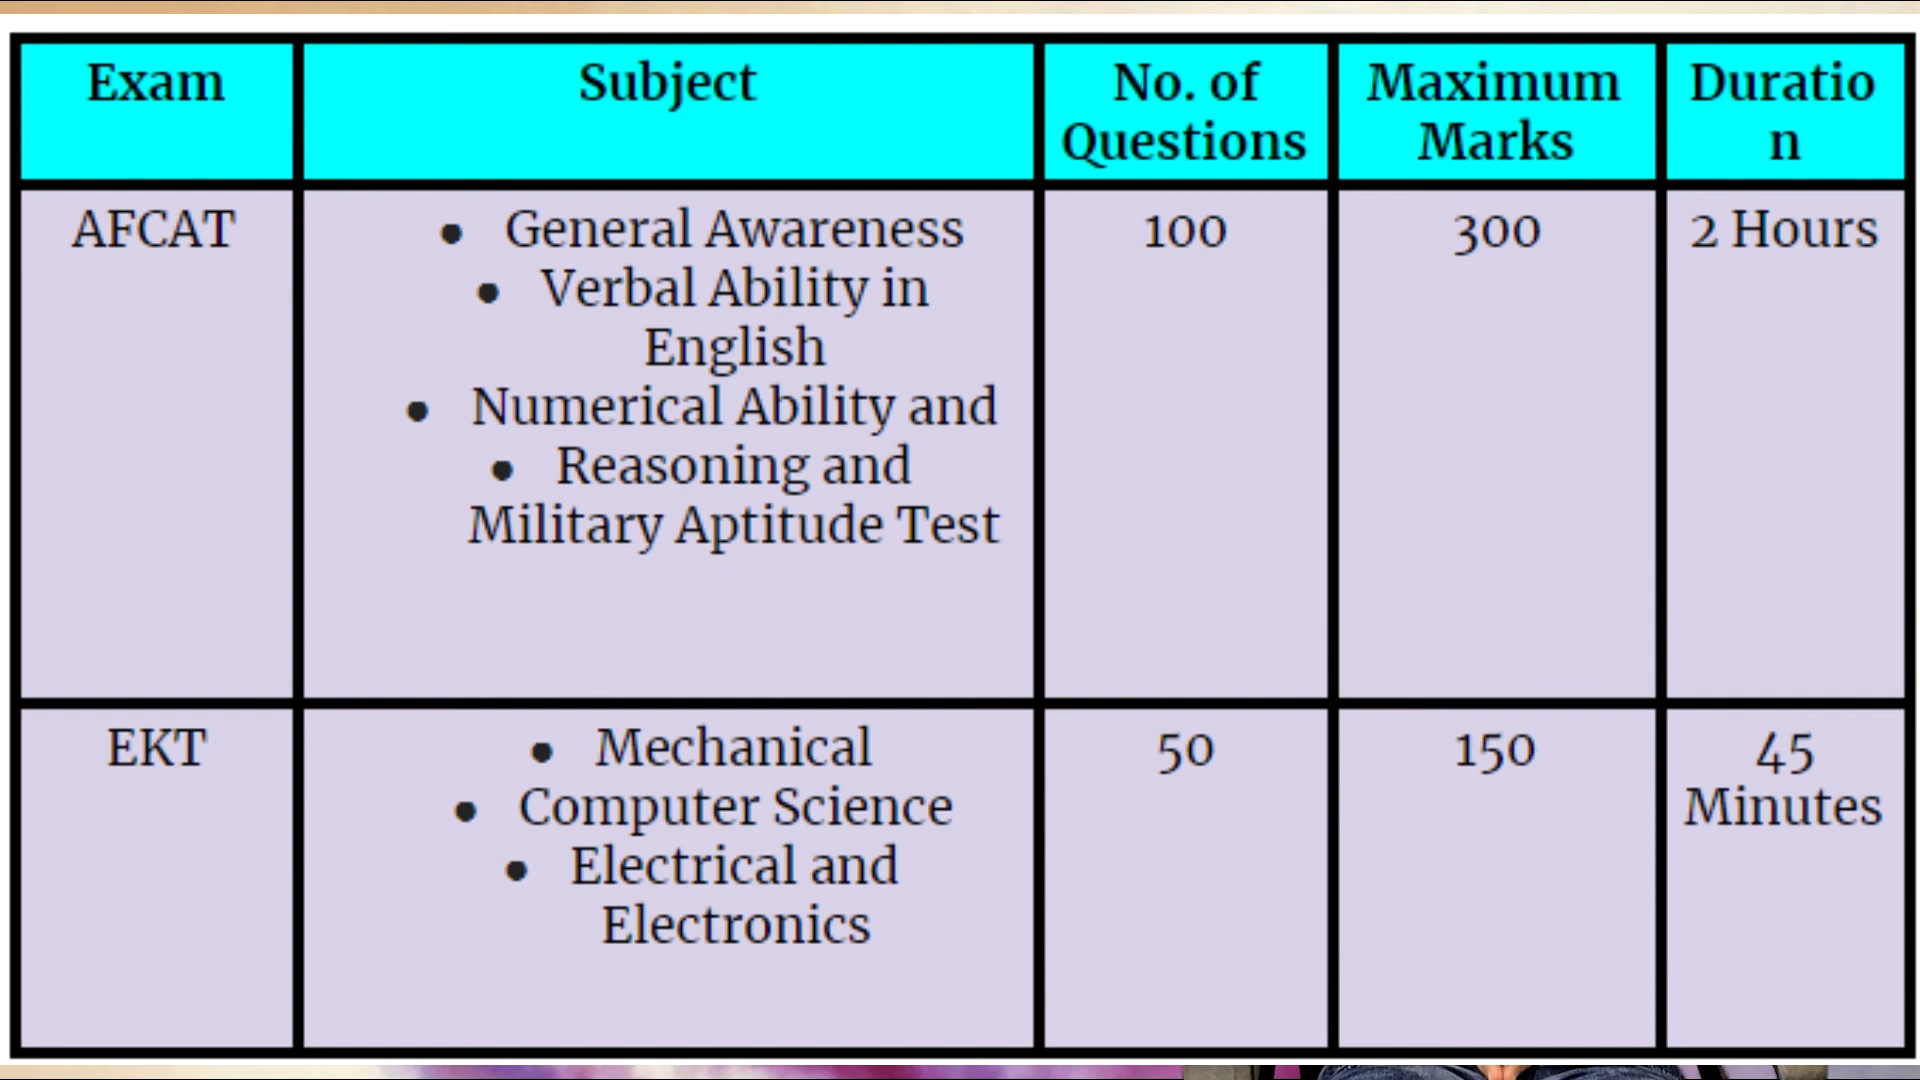 Exam
Subject
No. of
Questions
Maximum
Marks
Duratio
n
AFCAT
● General Awareness
● Verbal Ability in
English
● Numerical Ability and
● Reasoning and
Military Aptitude Test
100
300
2 Hours
EKT
● Mechanical
● Computer Science
● Electrical and
Electronics
50
150
45
Minutes